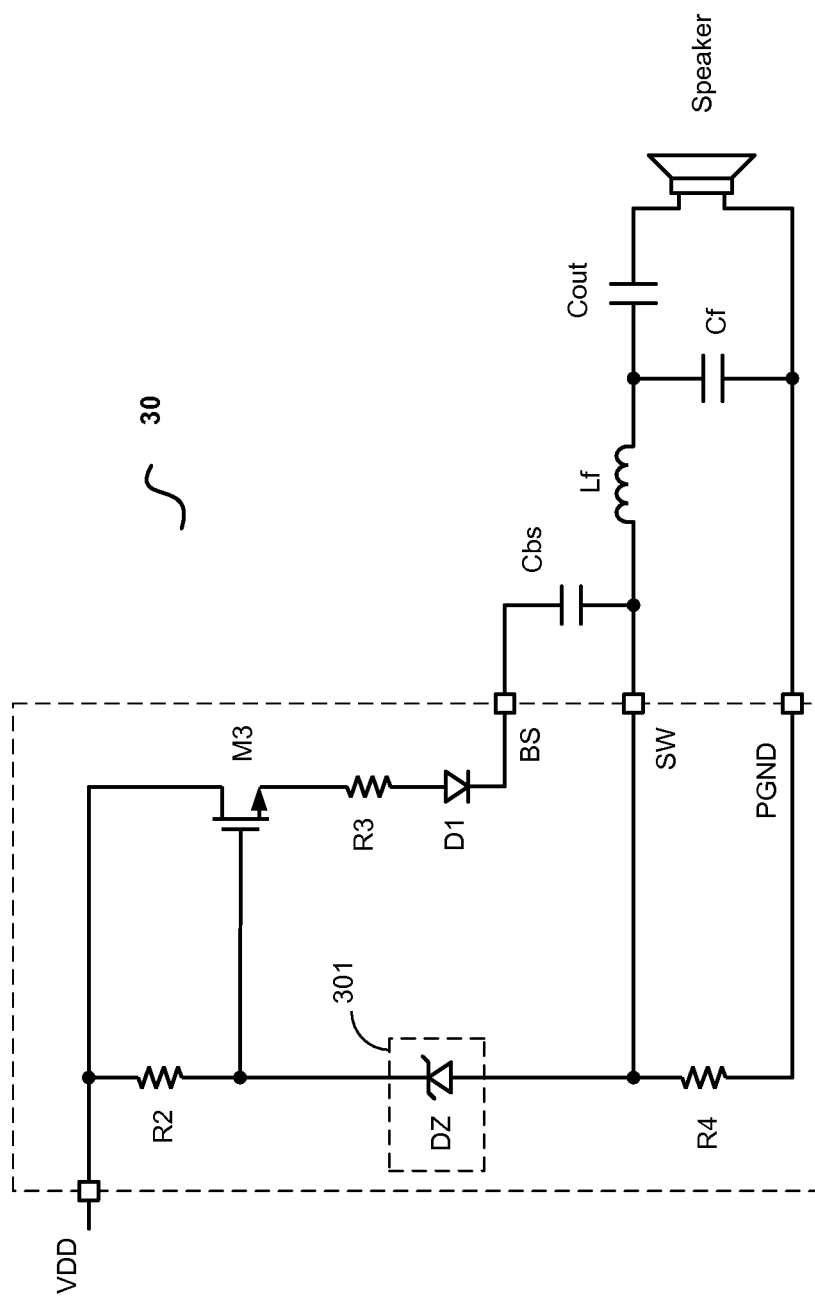 VDD
R2
M3
R3
D1
301
DZ
R4
BS
SW
PGND
Cbs
Lf
Cout
Cf
Speaker
30